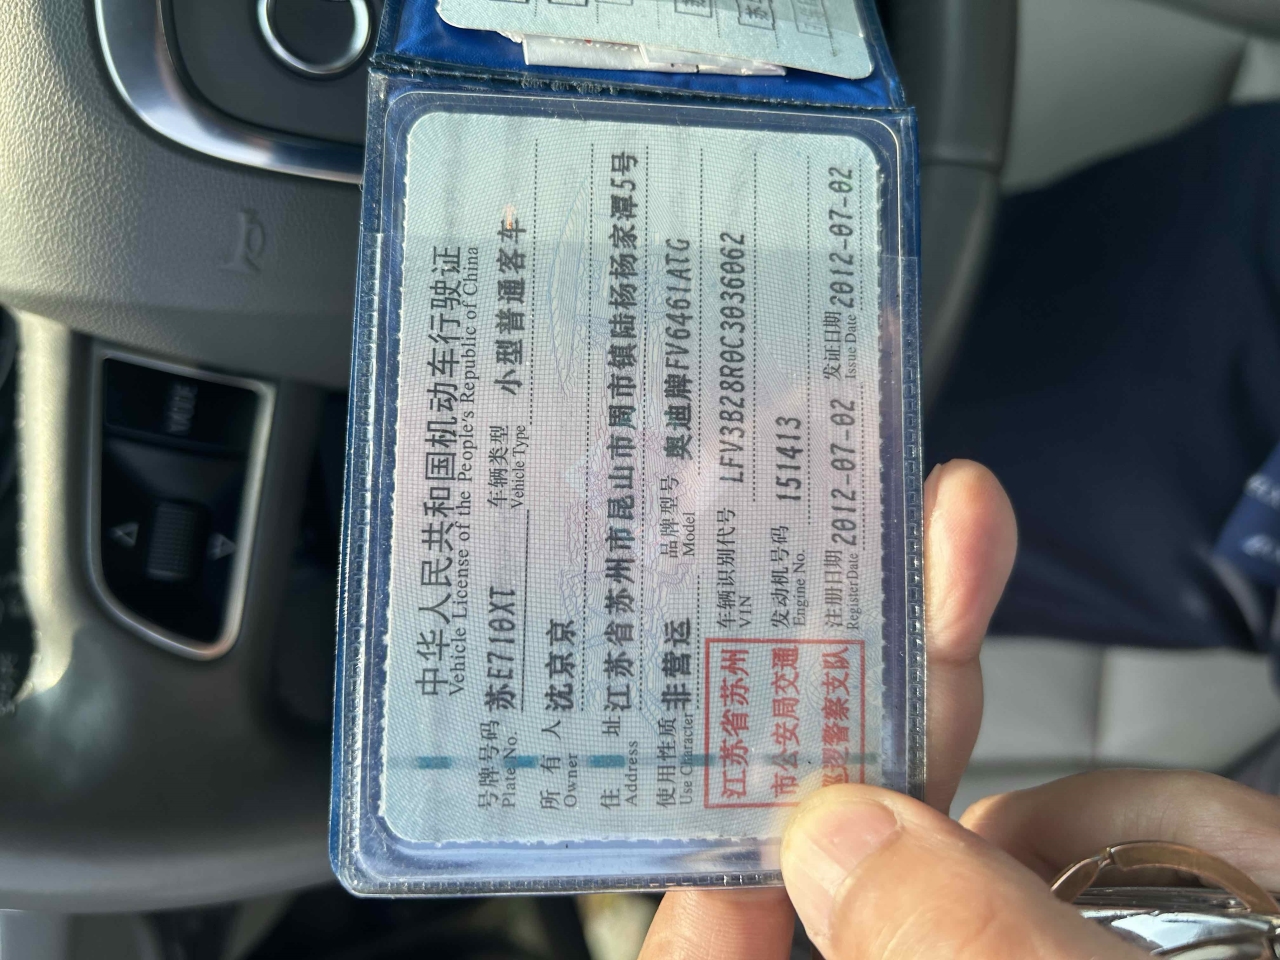 中华人民共和国机动车行驶证
Vehicle License of the People's Republic of China
号牌号码 苏E710XT 车辆类型 小型普通客车
Plate No. Vehicle Type
所有人 沈京京
Owner
住址 江苏省苏州市昆山市周市镇陆杨杨家潭5号
Address
使用性质 非营运 品牌型号 奥迪牌FV6461ATG
Use Character Model
车辆识别代号 LFV3B28R0C3036062
VIN
发动机号码 151413
Engine No.
注册日期 2012-07-02 发证日期 2012-07-02
Register Date Issue Date
江苏省苏州
市公安局交通
巡逻警察支队
MODE